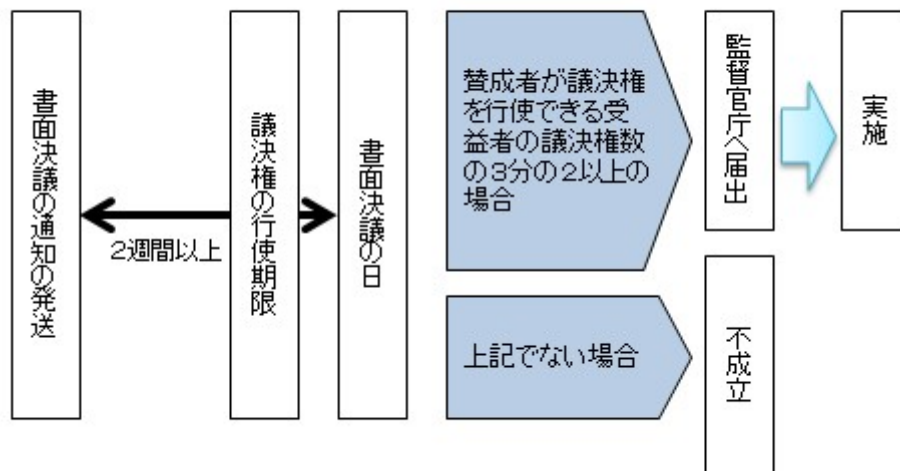 書面決議の通知の発送
2週間以上
議決権の行使期限
書面決議の日
賛成者が議決権
を行使できる受
益者の議決権数
の3分の2以上の
場合
監督官庁へ届出
実施
上記でない場合
不成立